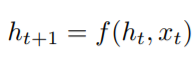 h_{t+1} = f(h_t, x_t)